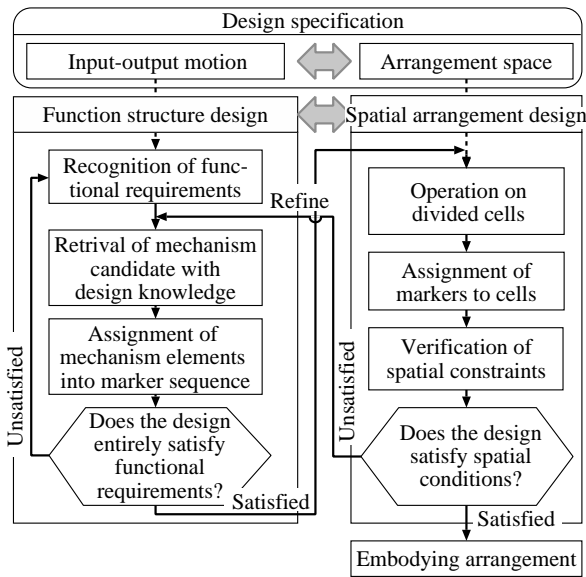 Design specification
Input-output motion
Arrangement space
Function structure design
Spatial arrangement design
Recognition of func-
tional requirements
Refine
Retrival of mechanism
candidate with
design knowledge
Assignment of
mechanism elements
into marker sequence
Does the design
entirely satisfy
functional
requirements?
Unsatisfied
Satisfied
Operation on
divided cells
Assignment of
markers to cells
Verification of
spatial constraints
Does the design
satisfy spatial
conditions?
Unsatisfied
Satisfied
Embodying arrangement